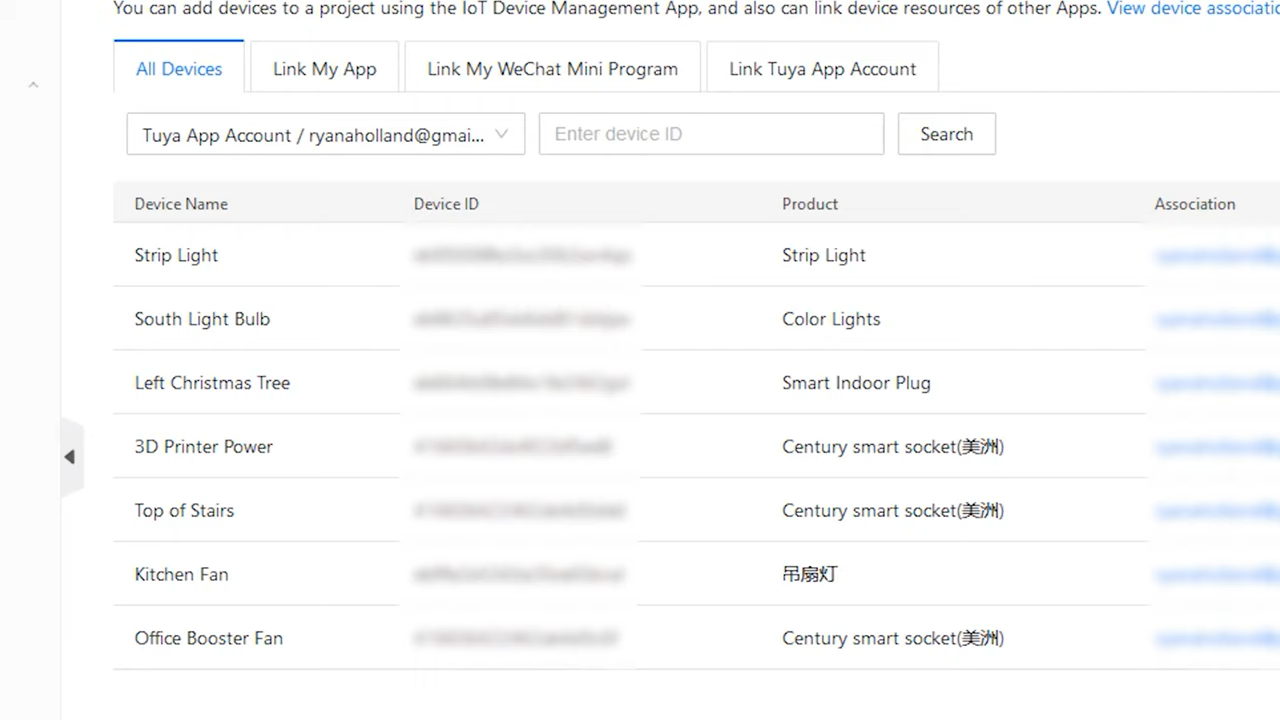 You can add devices to a project using the IoT Device Management App, and also can link device resources of other Apps. View device
All Devices Link My App Link My WeChat Mini Program Link Tuya App Account
Tuya App Account / ryanaholland@gmai... Enter device ID Search
Device Name Device ID Product Association
Strip Light Strip Light
South Light Bulb Color Lights
Left Christmas Tree Smart Indoor Plug
3D Printer Power Century smart socket(美洲)
Top of Stairs Century smart socket(美洲)
Kitchen Fan 吊扇灯
Office Booster Fan Century smart socket(美洲)